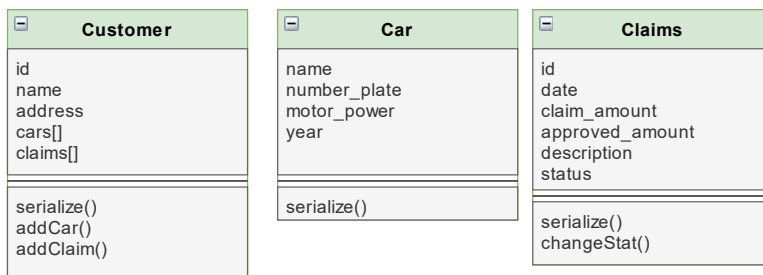 Customer
id
name
address
cars[]
claims[]
serialize()
addCar()
addClaim()
Car
name
number_plate
motor_power
year
serialize()
Claims
id
date
claim_amount
approved_amount
description
status
serialize()
changeStat()